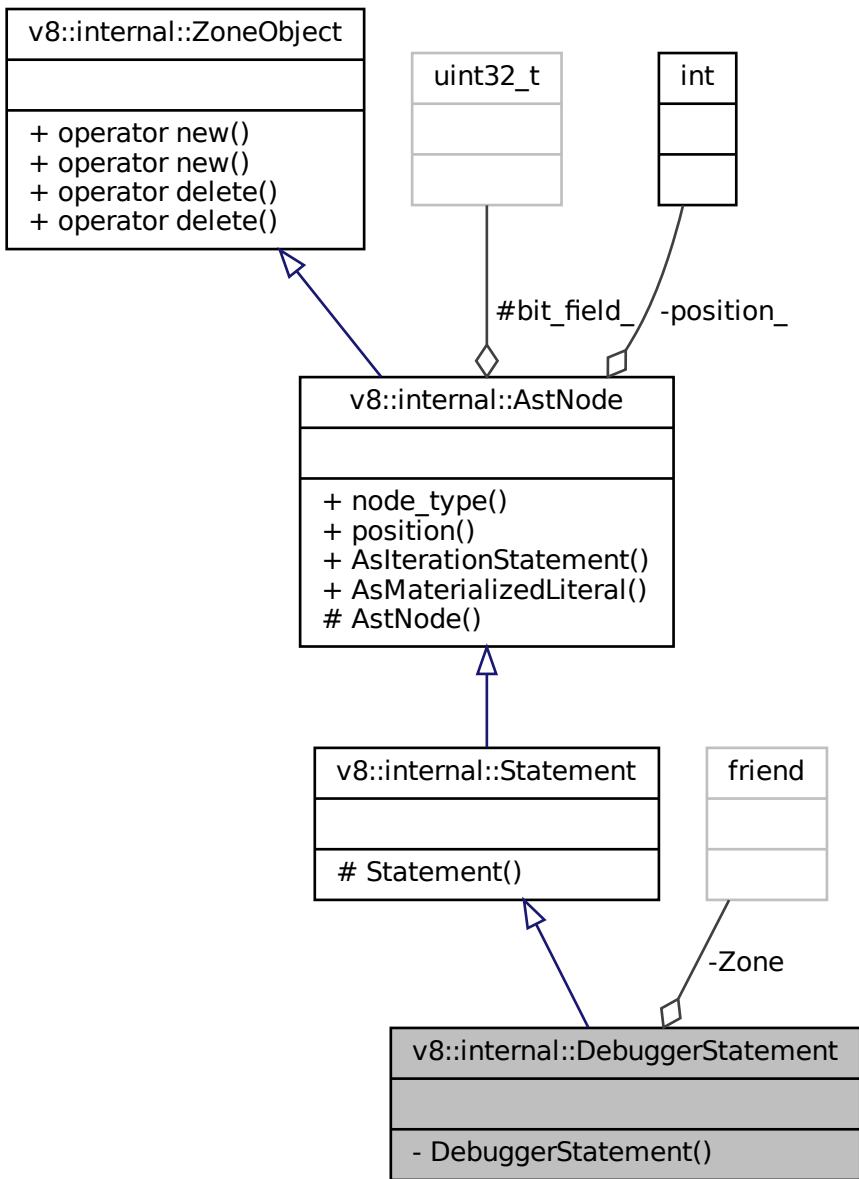 v8::internal::ZoneObject
+ operator new()
+ operator new()
+ operator delete()
+ operator delete()
uint32_t
int
#bit_field_
-position_
v8::internal::AstNode
+ node_type()
+ position()
+ AsIterationStatement()
+ AsMaterializedLiteral()
# AstNode()
v8::internal::Statement
# Statement()
friend
-Zone
v8::internal::DebuggerStatement
- DebuggerStatement()